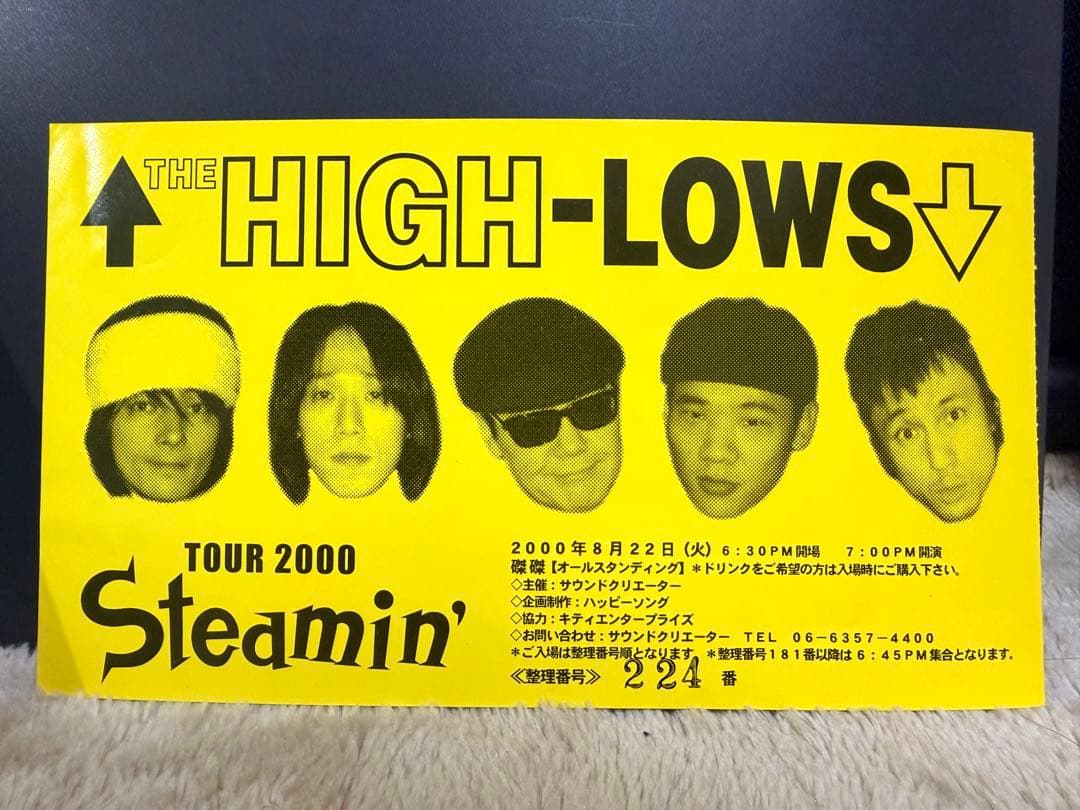 ↑THE HIGH-LOWS↓
TOUR 2000
Steamin'
2000年8月22日(火)6:30PM開場 7:00PM開演
磔磔【オールスタンディング】＊ドリンクをご希望の方は入場時にご購入下さい。
◇主催:サウンドクリエーター
◇企画制作:ハッピーソング
◇協力:キティエンタープライズ
◇お問い合わせ:サウンドクリエーター TEL 06-6357-4400
＊ご入場は整理番号順となります。＊整理番号181番以降は6:45PM集合となります。
≪整理番号≫ 224 番